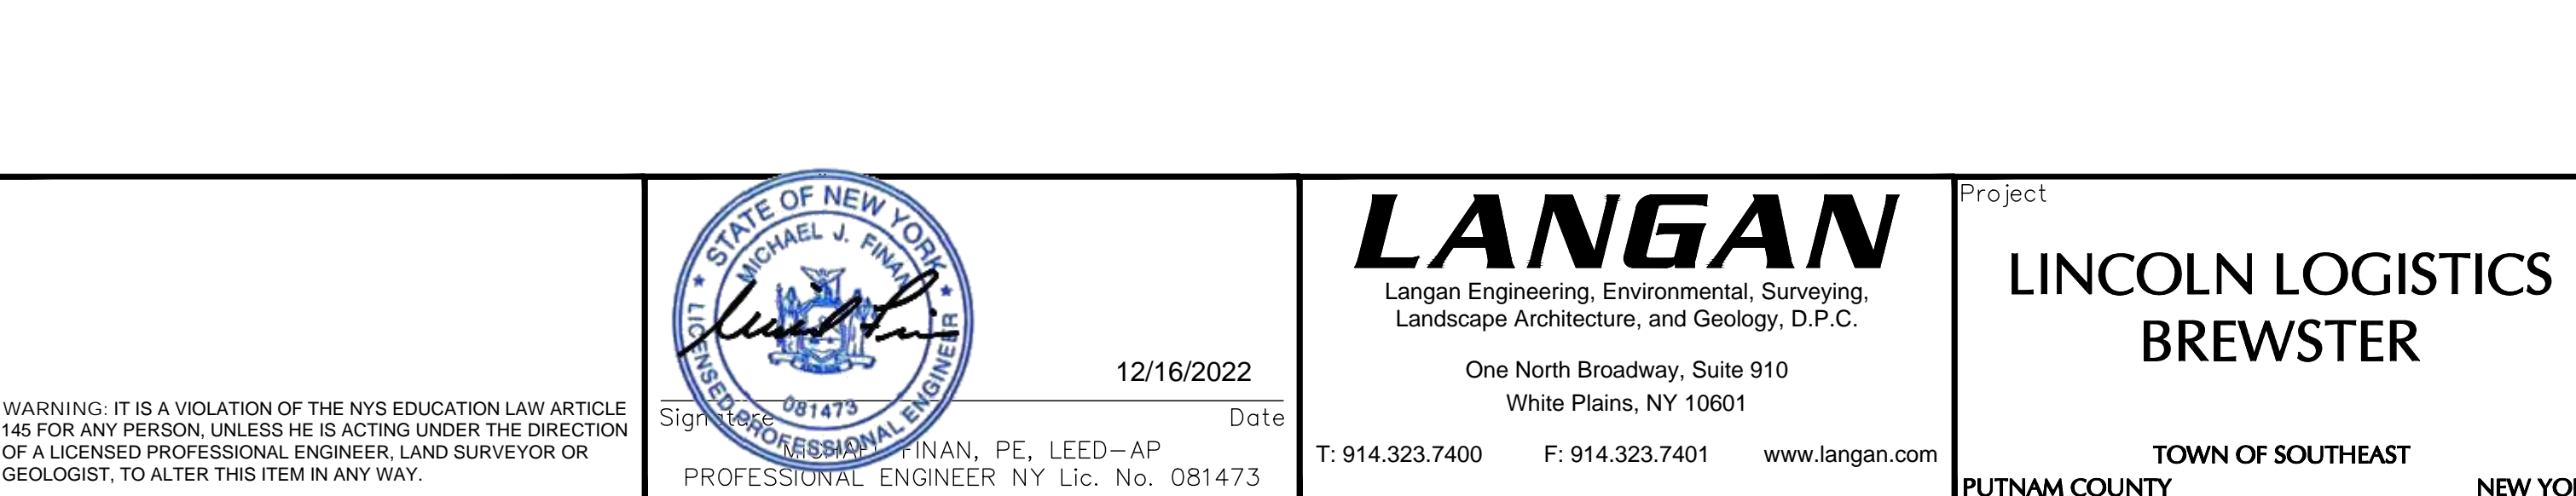 WARNING: IT IS A VIOLATION OF THE NYS EDUCATION LAW ARTICLE
145 FOR ANY PERSON, UNLESS HE IS ACTING UNDER THE DIRECTION
OF A LICENSED PROFESSIONAL ENGINEER, LAND SURVEYOR OR
GEOLOGIST, TO ALTER THIS ITEM IN ANY WAY.
STATE OF NEW YORK
MICHAEL J. FINAN
081473
LICENSED PROFESSIONAL ENGINEER
12/16/2022
Signature Date
FINAN, PE, LEED-AP
PROFESSIONAL ENGINEER NY Lic. No. 081473
LANGAN
Langan Engineering, Environmental, Surveying,
Landscape Architecture, and Geology, D.P.C.
One North Broadway, Suite 910
White Plains, NY 10601
T: 914.323.7400 F: 914.323.7401 www.langan.com
Project
LINCOLN LOGISTICS
BREWSTER
TOWN OF SOUTHEAST
PUTNAM COUNTY NEW YO